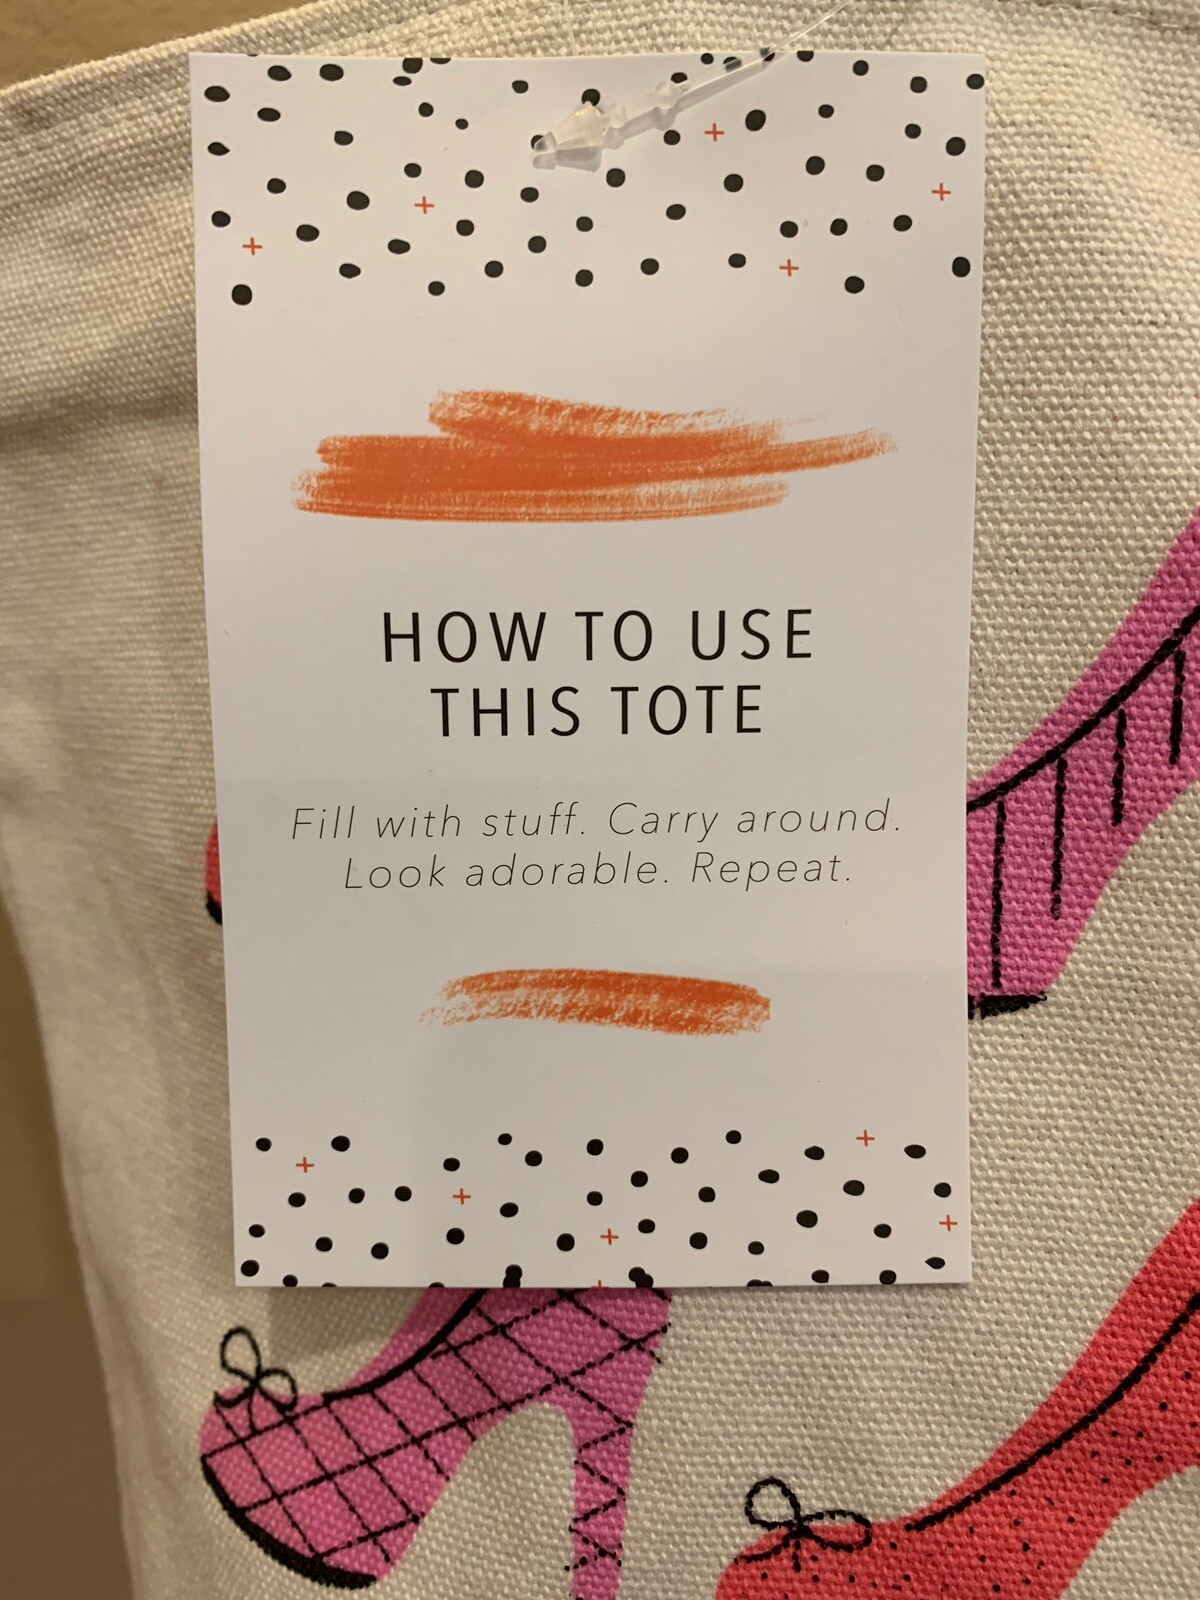 HOW TO USE
THIS TOTE
Fill with stuff. Carry around.
Look adorable. Repeat.